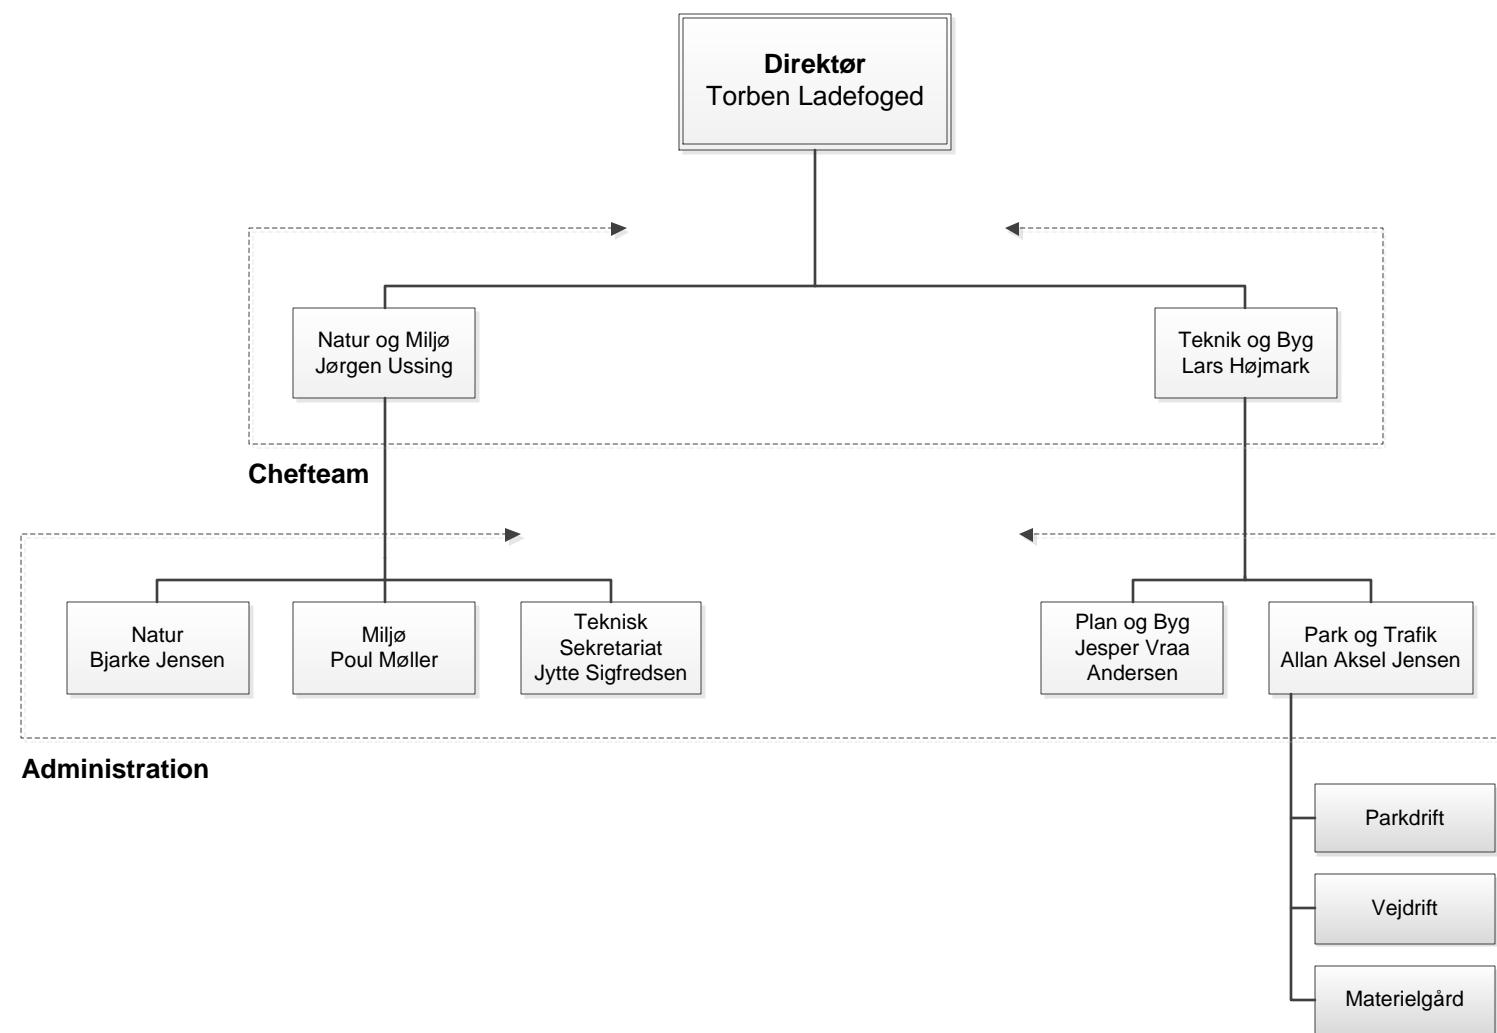 Direktør
Torben Ladefoged
Natur og Miljø
Jørgen Ussing
Teknik og Byg
Lars Højmark
Chefteam
Natur
Bjarke Jensen
Miljø
Poul Møller
Teknisk
Sekretariat
Jytte Sigfredsen
Plan og Byg
Jesper Vraa
Andersen
Park og Trafik
Allan Aksel Jensen
Administration
Parkdrift
Vejdrift
Materielgård